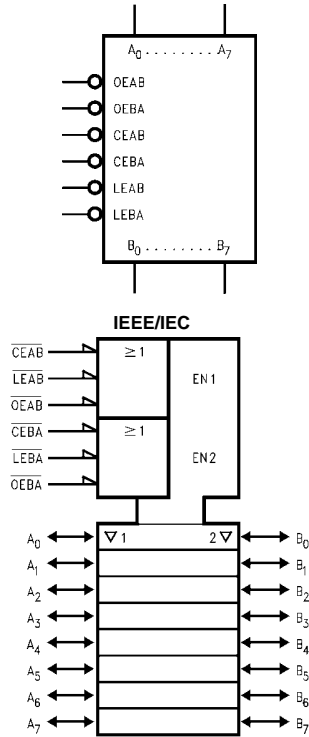 A0 . . . . . . . . A7
OEAB
OEBA
CEAB
CEBA
LEAB
LEBA
B0 . . . . . . . . B7
IEEE/IEC
CEAB ≥1
LEAB EN1
OEAB
CEBA ≥1
LEBA EN2
OEBA
A0 ▽1 2▽ B0
A1 B1
A2 B2
A3 B3
A4 B4
A5 B5
A6 B6
A7 B7